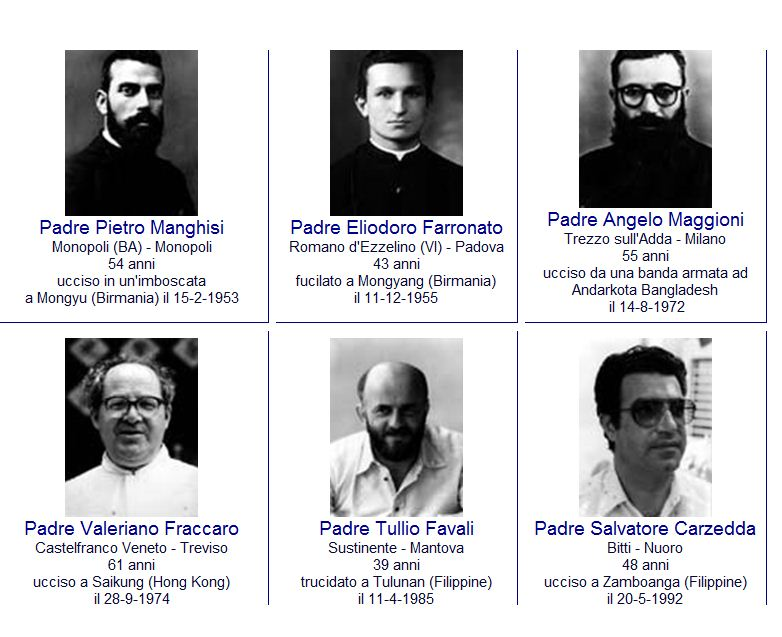 Padre Pietro Manghisi
Monopoli (BA) - Monopoli
54 anni
ucciso in un'imboscata
a Mongyu (Birmania) il 15-2-1953
Padre Eliodoro Farronato
Romano d'Ezzelino (VI) - Padova
43 anni
fucilato a Mongyang (Birmania)
il 11-12-1955
Padre Angelo Maggioni
Trezzo sull'Adda - Milano
55 anni
ucciso da una banda armata ad
Andarkota Bangladesh
il 14-8-1972
Padre Valeriano Fraccaro
Castelfranco Veneto - Treviso
61 anni
ucciso a Saikung (Hong Kong)
il 28-9-1974
Padre Tullio Favali
Sustinente - Mantova
39 anni
trucidato a Tulunan (Filippine)
il 11-4-1985
Padre Salvatore Carzedda
Bitti - Nuoro
48 anni
ucciso a Zamboanga (Filippine)
il 20-5-1992